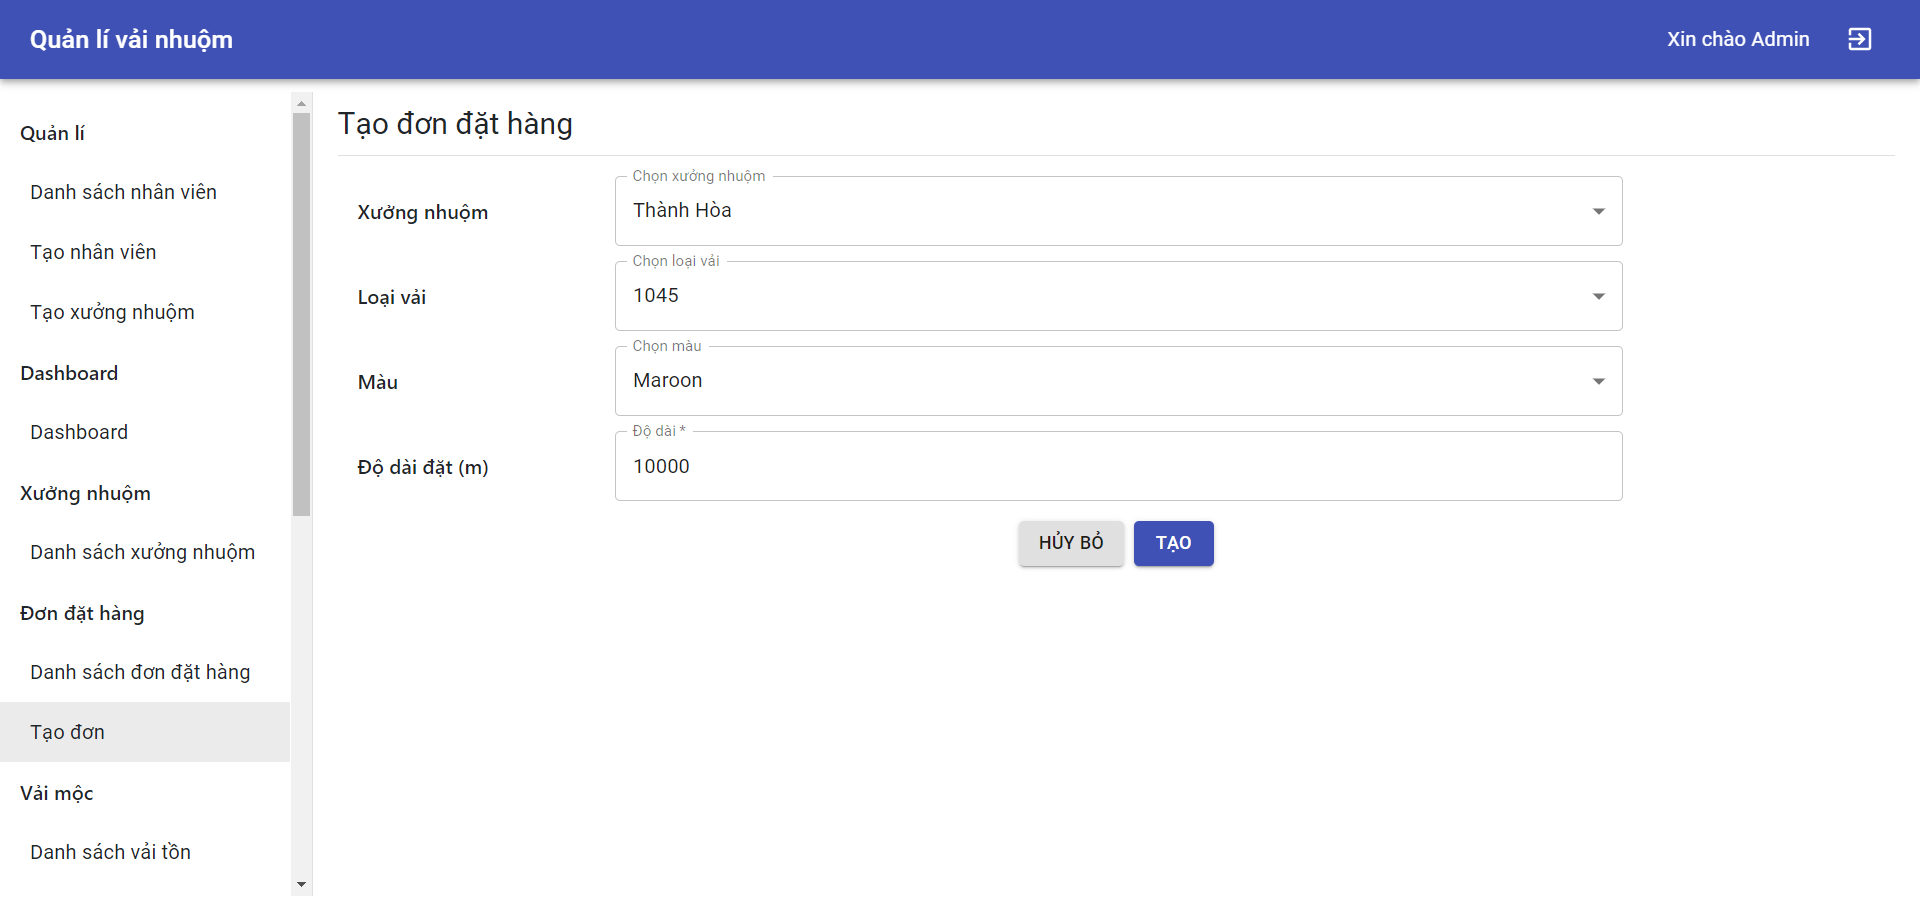 Quản lí vải nhuộm
Xin chào Admin
Quản lí
Danh sách nhân viên
Tạo nhân viên
Tạo xưởng nhuộm
Dashboard
Dashboard
Xưởng nhuộm
Danh sách xưởng nhuộm
Đơn đặt hàng
Danh sách đơn đặt hàng
Tạo đơn
Vải mộc
Danh sách vải tồn
Tạo đơn đặt hàng
Chọn xưởng nhuộm
Xưởng nhuộm
Thành Hòa
Chọn loại vải
Loại vải
1045
Chọn màu
Màu
Maroon
Độ dài *
Độ dài đặt (m)
10000
HỦY BỎ
TẠO